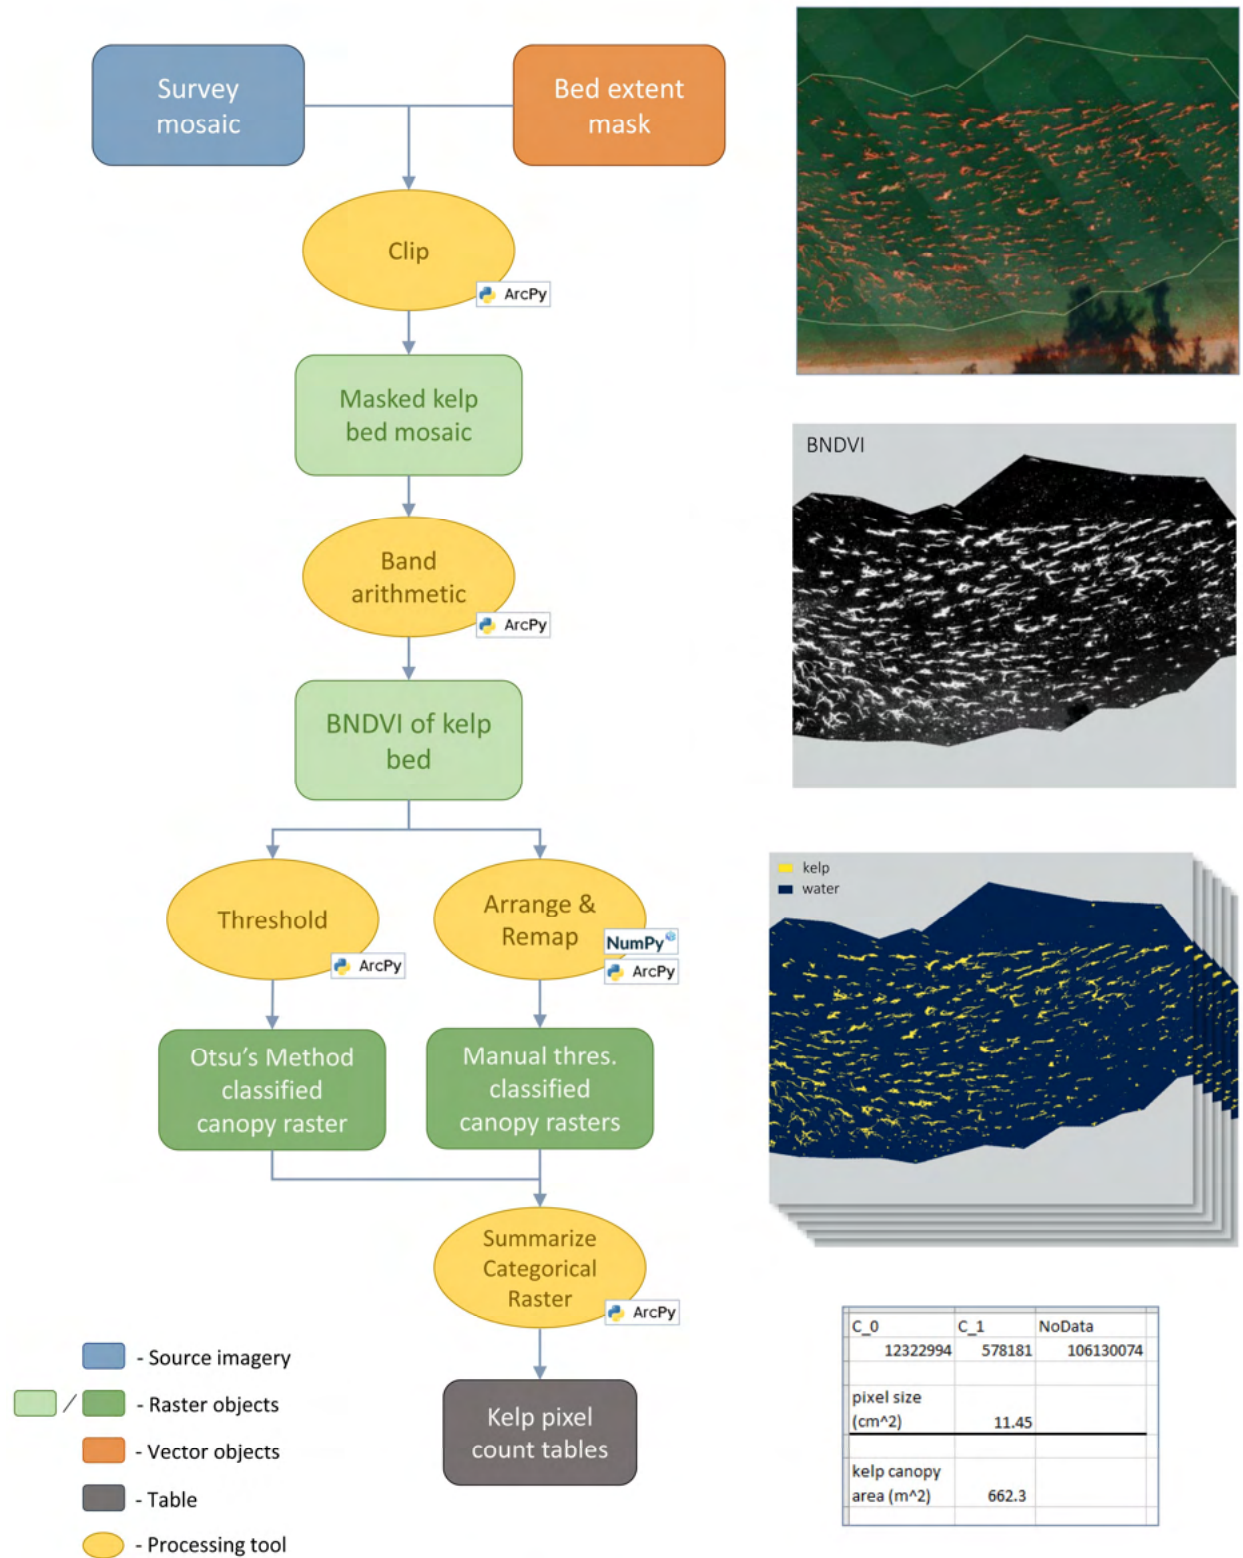 Survey
mosaic
Bed extent
mask
Clip
ArcPy
Masked kelp
bed mosaic
Band
arithmetic
ArcPy
BNDVI of kelp
bed
Threshold
ArcPy
Arrange &
Remap
NumPy
ArcPy
Otsu's Method
classified
canopy raster
Manual thres.
classified
canopy rasters
Summarize
Categorical
Raster
ArcPy
Kelp pixel
count tables
- Source imagery
/ - Raster objects
- Vector objects
- Table
- Processing tool
BNDVI
kelp
water
C_0 C_1 NoData
12322994 578181 106130074
pixel size
(cm^2) 11.45
kelp canopy
area (m^2) 662.3